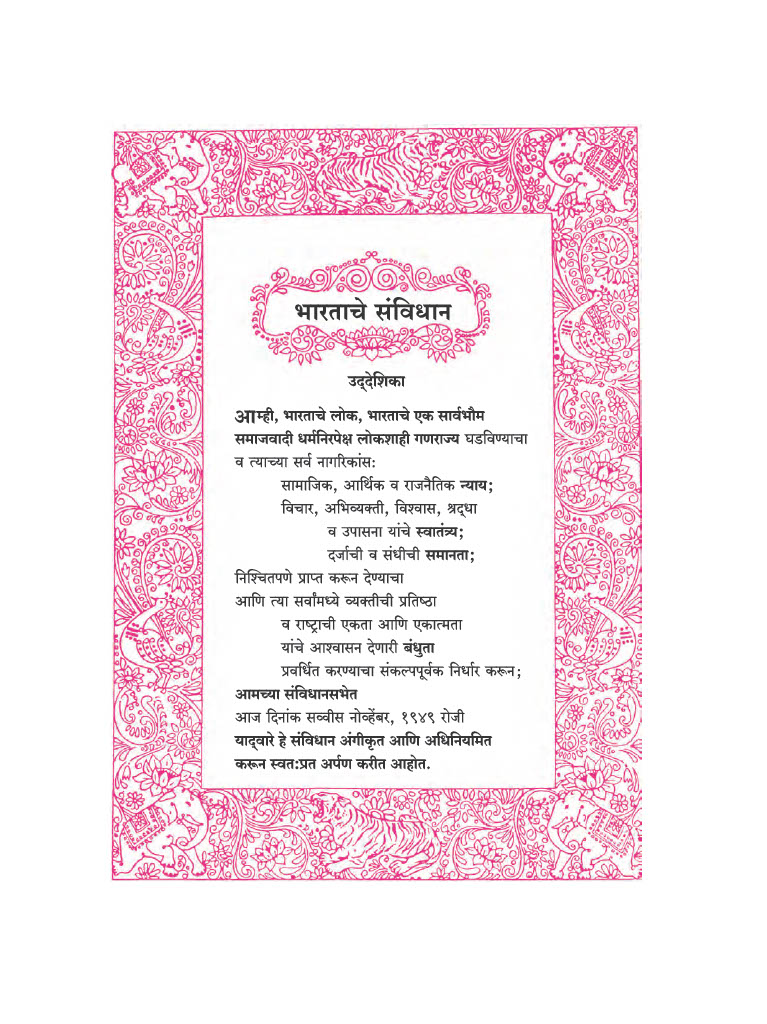 भारताचे संविधान
उद्‌देशिका
आम्ही, भारताचे लोक, भारताचे एक सार्वभौम
समाजवादी धर्मनिरपेक्ष लोकशाही गणराज्य घडविण्याचा
व त्याच्या सर्व नागरिकांस:
सामाजिक, आर्थिक व राजनैतिक न्याय;
विचार, अभिव्यक्ती, विश्वास, श्रद्‌धा
व उपासना यांचे स्वातंत्र्य;
दर्जाची व संधीची समानता;
निश्चितपणे प्राप्त करून देण्याचा
आणि त्या सर्वांमध्ये व्यक्तीची प्रतिष्ठा
व राष्ट्राची एकता आणि एकात्मता
यांचे आश्वासन देणारी बंधुता
प्रवर्धित करण्याचा संकल्पपूर्वक निर्धार करून;
आमच्या संविधानसभेत
आज दिनांक सव्वीस नोव्हेंबर, १९४९ रोजी
याद्‌वारे हे संविधान अंगीकृत आणि अधिनियमित
करून स्वत:प्रत अर्पण करीत आहोत.